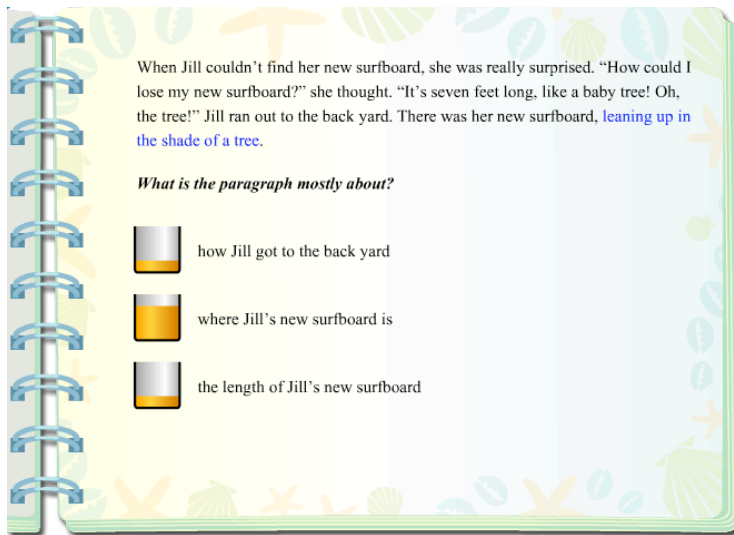 When Jill couldn’t find her new surfboard, she was really surprised. “How could I
lose my new surfboard?” she thought. “It’s seven feet long, like a baby tree! Oh,
the tree!” Jill ran out to the back yard. There was her new surfboard, leaning up in
the shade of a tree.
What is the paragraph mostly about?
how Jill got to the back yard
where Jill’s new surfboard is
the length of Jill’s new surfboard